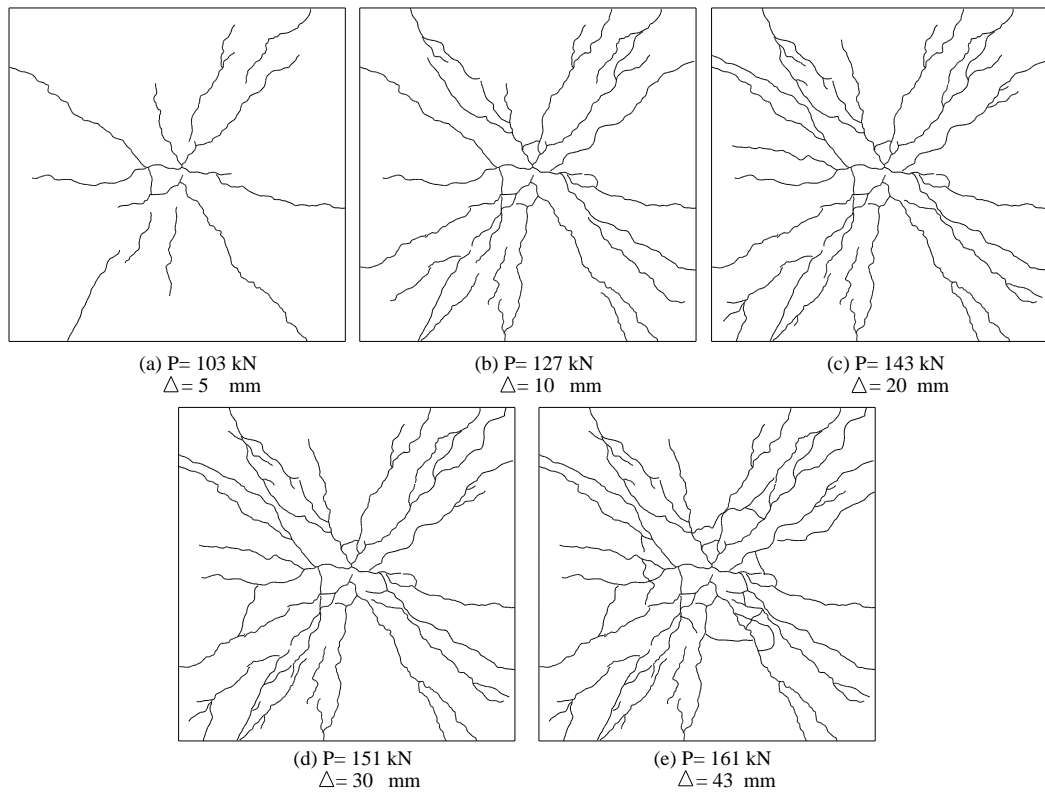 (a) P= 103 kN
△= 5 mm
(b) P= 127 kN
△= 10 mm
(c) P= 143 kN
△= 20 mm
(d) P= 151 kN
△= 30 mm
(e) P= 161 kN
△= 43 mm